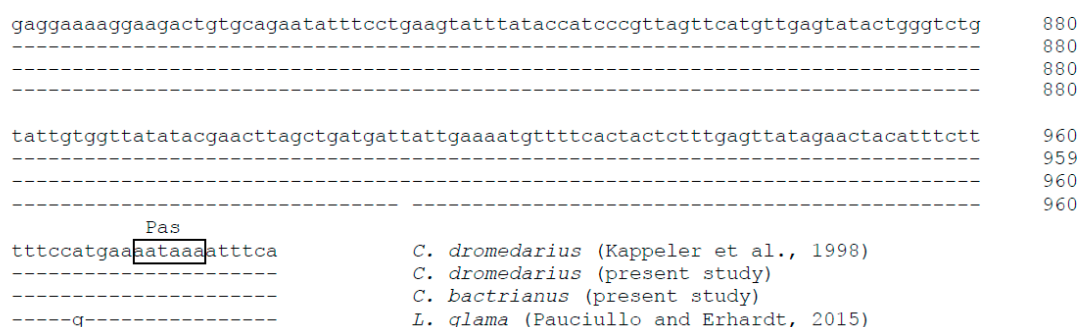 gaggaaaaggaagactgtgcagaatatttcctgaagtatttataccatcccgttagttcatgttgagtatactgggtctg 880
-------------------------------------------------------------------------------- 880
-------------------------------------------------------------------------------- 880
-------------------------------------------------------------------------------- 880
tattgtggttatatacgaacttagctgatgattattgaaaatgttttcactactctttgagttatagaactacatttctt 960
-------------------------------------------------------------------------------- 959
-------------------------------------------------------------------------------- 960
-------------------------------- ----------------------------------------------- 960
Pas
tttccatgaaaataaaatttca C. dromedarius (Kappeler et al., 1998)
---------------------- C. dromedarius (present study)
---------------------- C. bactrianus (present study)
-----g---------------- L. glama (Pauciullo and Erhardt, 2015)